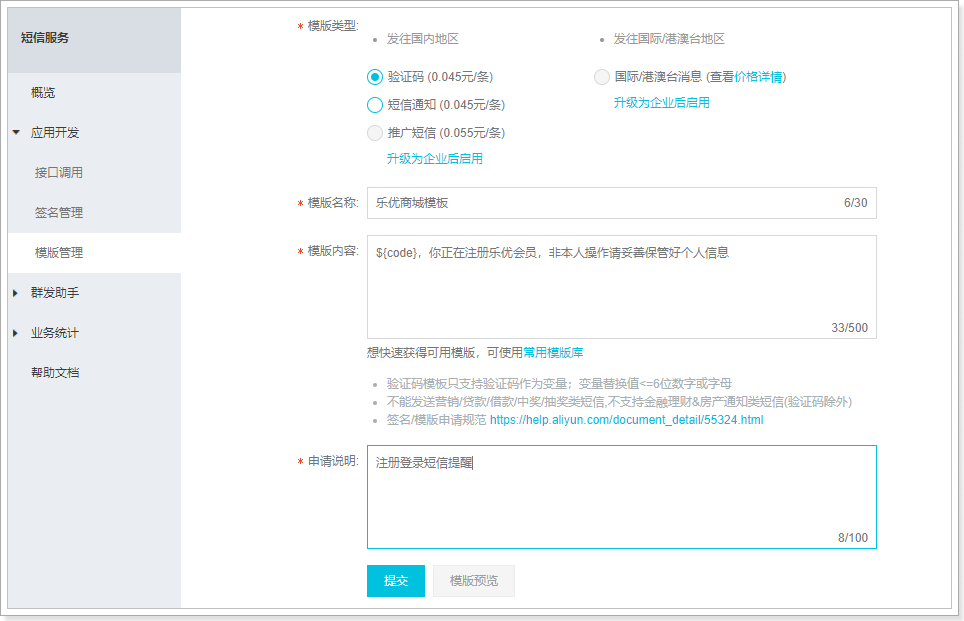 短信服务
概览
应用开发
接口调用
签名管理
模版管理
群发助手
业务统计
帮助文档
* 模版类型:
• 发往国内地区
• 发往国际/港澳台地区
验证码 (0.045元/条)
国际/港澳台消息 (查看价格详情)
短信通知 (0.045元/条)
升级为企业后启用
推广短信 (0.055元/条)
升级为企业后启用
* 模版名称: 乐优商城模板 6/30
* 模版内容: ${code}，你正在注册乐优会员，非本人操作请妥善保管好个人信息
33/500
想快速获得可用模版，可使用常用模版库
• 验证码模板只支持验证码作为变量；变量替换值<=6位数字或字母
• 不能发送营销/贷款/借款/中奖/抽奖类短信,不支持金融理财&房产通知类短信(验证码除外)
• 签名/模版申请规范 https://help.aliyun.com/document_detail/55324.html
* 申请说明: 注册登录短信提醒
8/100
提交 模版预览